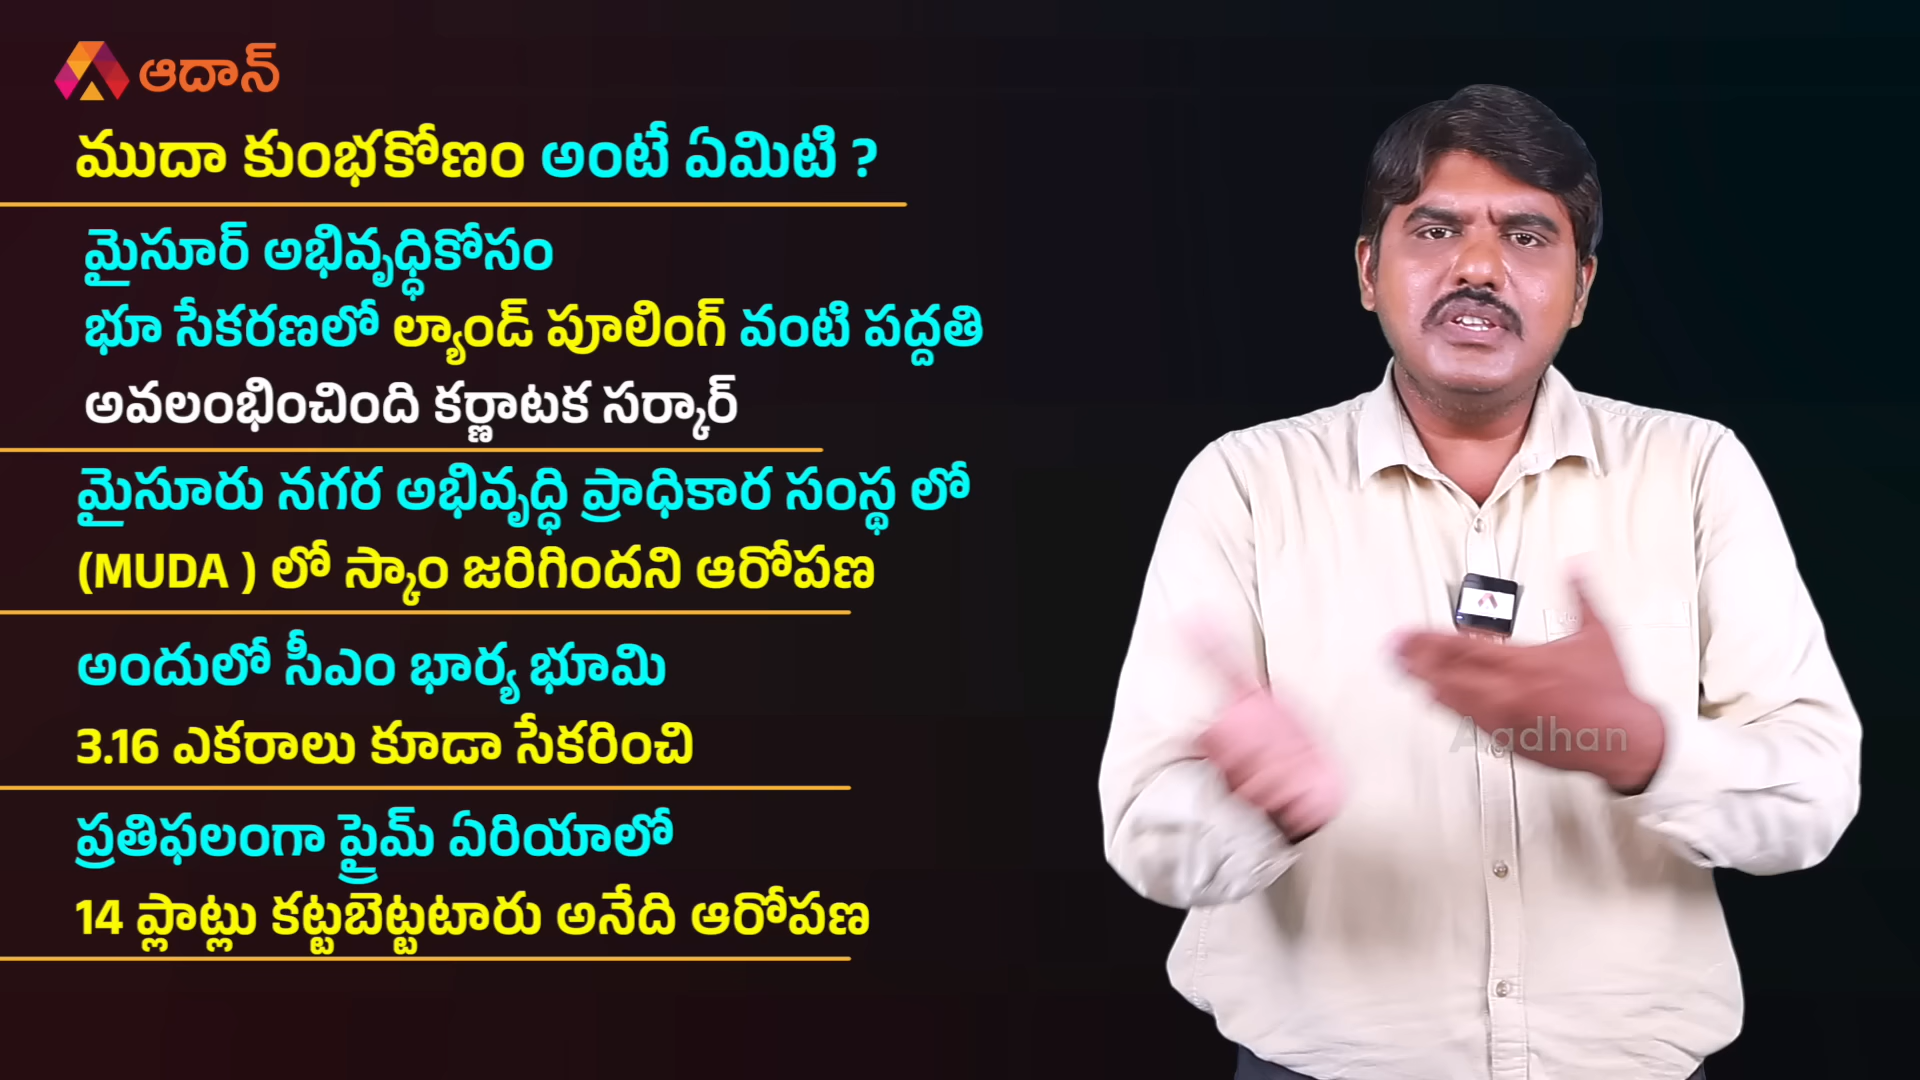 ఆదాన్
ముదా కుంభకోణం అంటే ఏమిటి ?
మైసూర్ అభివృద్ధికోసం
భూ సేకరణలో ల్యాండ్ పూలింగ్ వంటి పద్దతి
అవలంభించింది కర్ణాటక సర్కార్
మైసూరు నగర అభివృద్ధి ప్రాధికార సంస్థ లో
(MUDA ) లో స్కాం జరిగిందని ఆరోపణ
అందులో సీఎం భార్య భూమి
3.16 ఎకరాలు కూడా సేకరించి
ప్రతిఫలంగా ప్రైమ్ ఏరియాలో
14 ప్లాట్లు కట్టబెట్టటారు అనేది ఆరోపణ
Aadhan